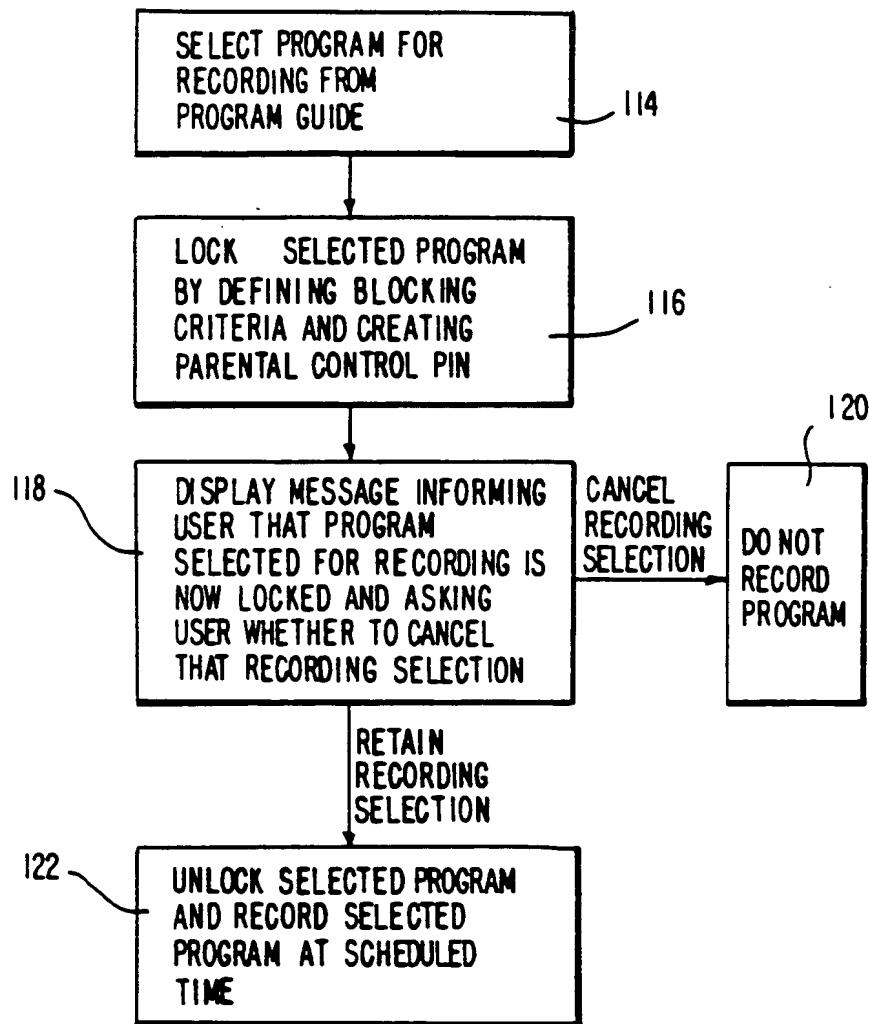 SELECT PROGRAM FOR
RECORDING FROM
PROGRAM GUIDE
114
LOCK SELECTED PROGRAM
BY DEFINING BLOCKING
CRITERIA AND CREATING
PARENTAL CONTROL PIN
116
120
118
DISPLAY MESSAGE INFORMING
USER THAT PROGRAM
SELECTED FOR RECORDING IS
NOW LOCKED AND ASKING
USER WHETHER TO CANCEL
THAT RECORDING SELECTION
CANCEL
RECORDING
SELECTION
DO NOT
RECORD
PROGRAM
RETAIN
RECORDING
SELECTION
122
UNLOCK SELECTED PROGRAM
AND RECORD SELECTED
PROGRAM AT SCHEDULED
TIME